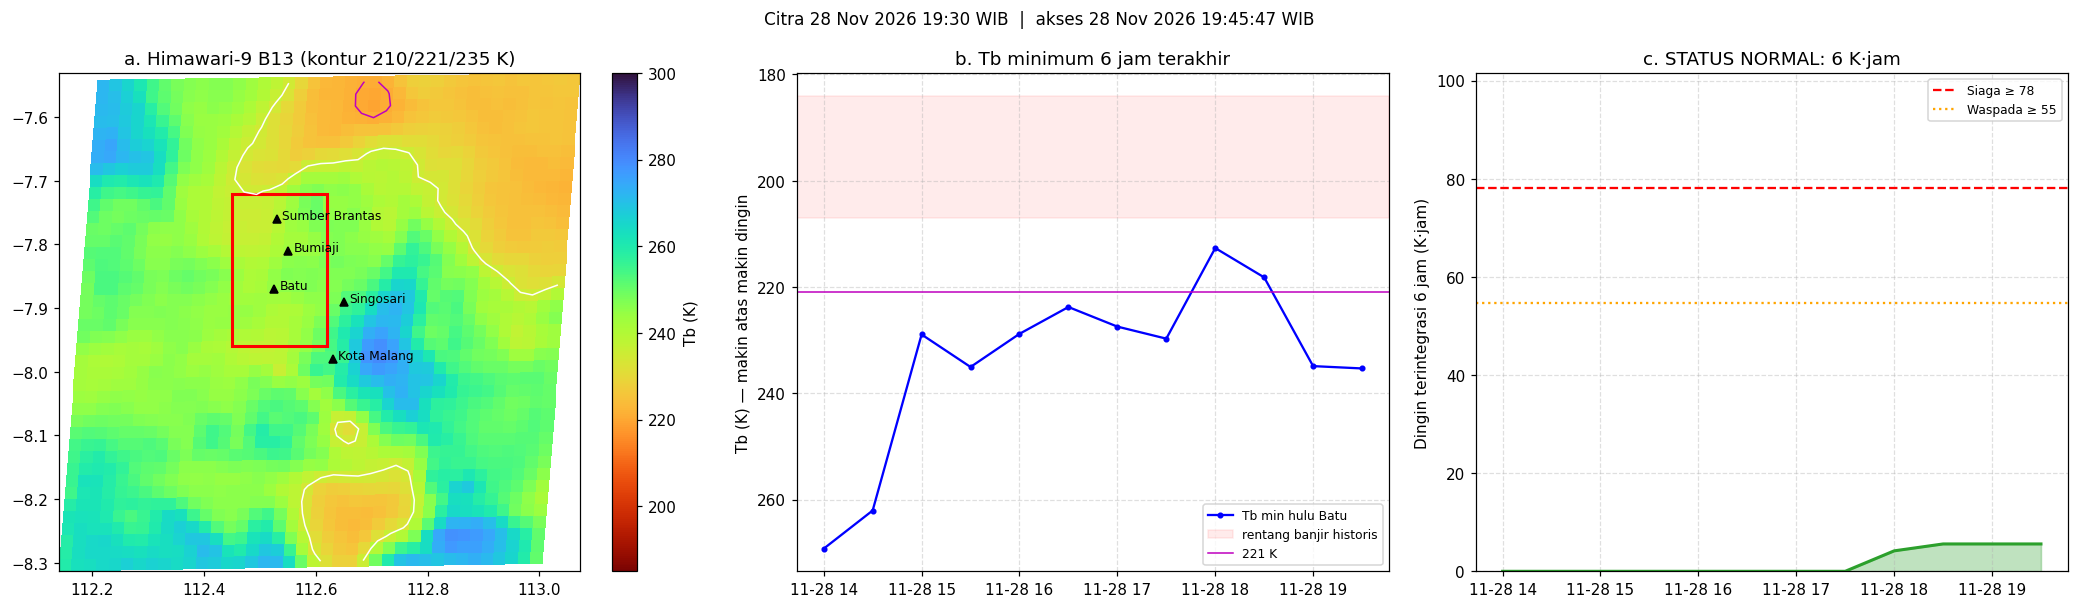 Citra 28 Nov 2026 19:30 WIB | akses 28 Nov 2026 19:45:47 WIB
a. Himawari-9 B13 (kontur 210/221/235 K)
−7.6
−7.7
−7.8
−7.9
−8.0
−8.1
−8.2
−8.3
112.2
112.4
112.6
112.8
113.0
Sumber Brantas
Bumiaji
Batu
Singosari
Kota Malang
300
280
260
240
220
200
Tb (K)
b. Tb minimum 6 jam terakhir
Tb (K) — makin atas makin dingin
180
200
220
240
260
11-28 14
11-28 15
11-28 16
11-28 17
11-28 18
11-28 19
Tb min hulu Batu
rentang banjir historis
221 K
c. STATUS NORMAL: 6 K·jam
Dingin terintegrasi 6 jam (K·jam)
100
80
60
40
20
0
11-28 14
11-28 15
11-28 16
11-28 17
11-28 18
11-28 19
Siaga ≥ 78
Waspada ≥ 55